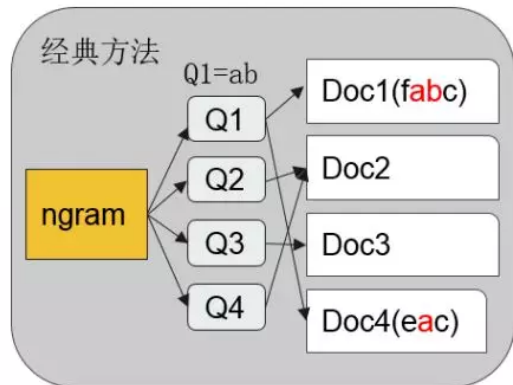 经典方法
Q1=ab
ngram
Q1
Q2
Q3
Q4
Doc1(fabc)
Doc2
Doc3
Doc4(eac)